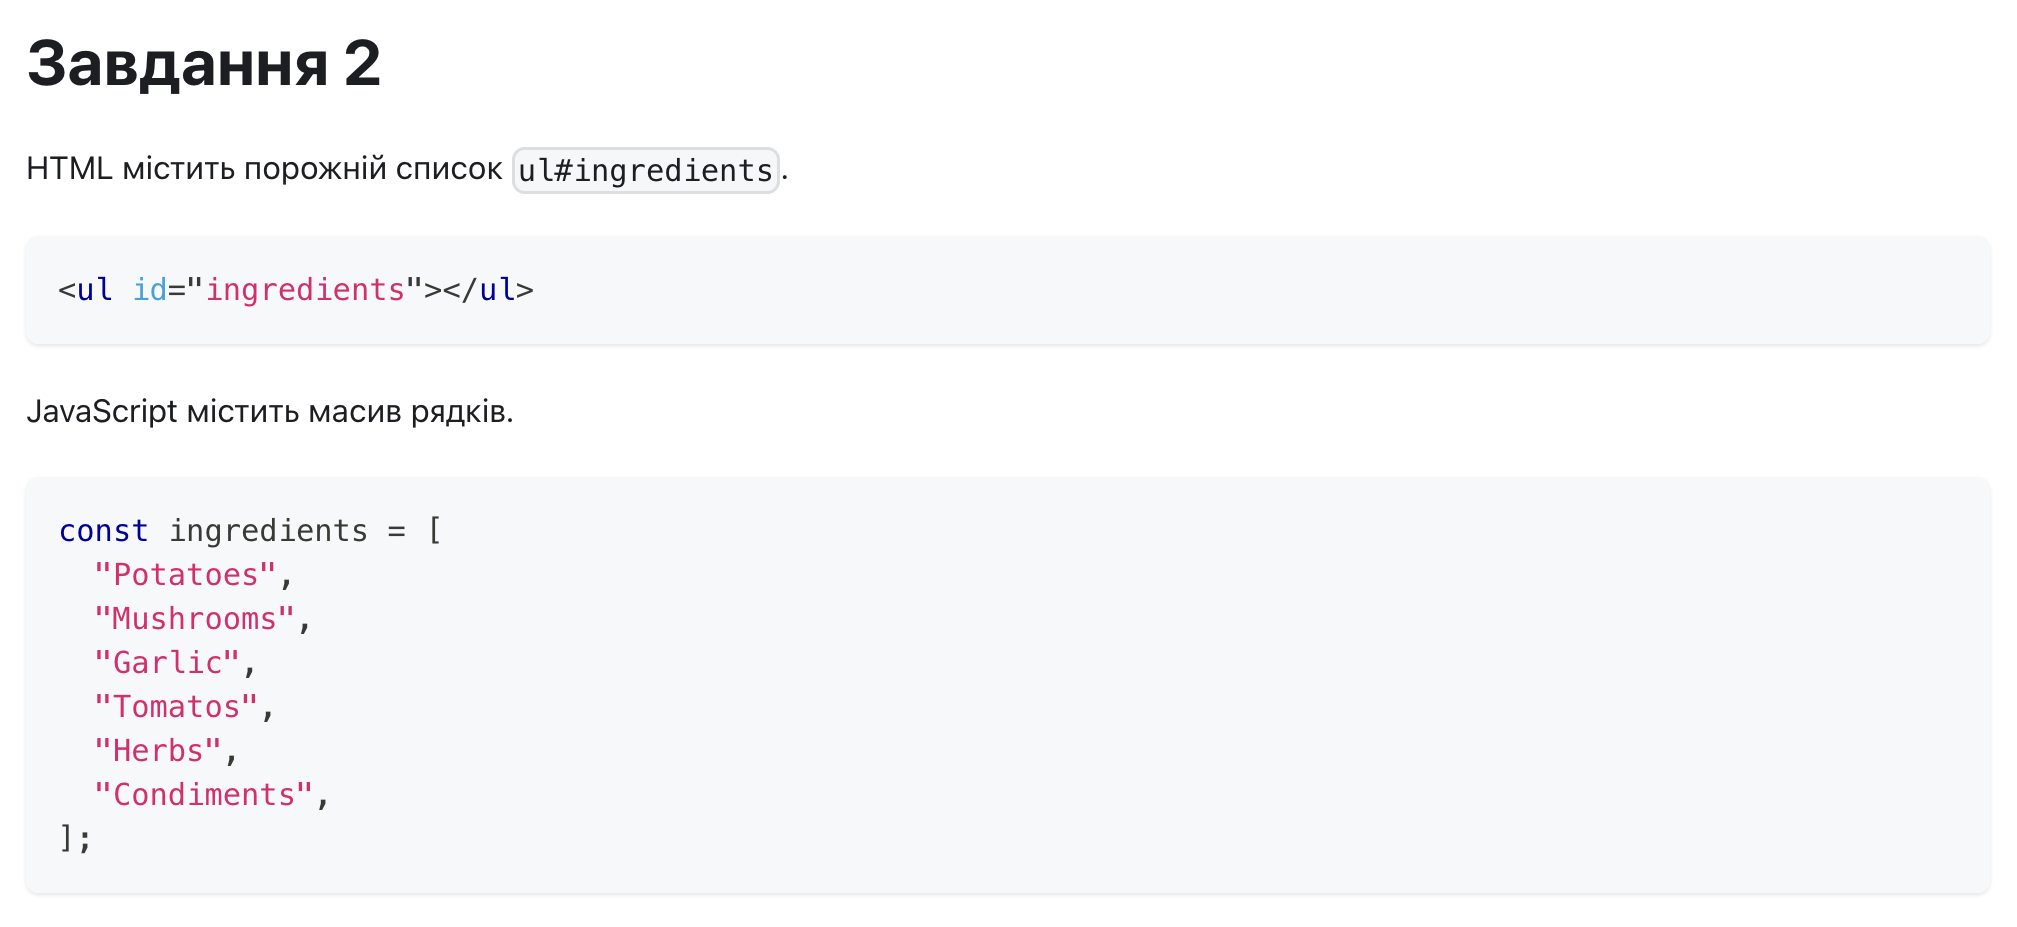 Завдання 2
HTML містить порожній список ul#ingredients.
<ul id="ingredients"></ul>
JavaScript містить масив рядків.
const ingredients = [
  "Potatoes",
  "Mushrooms",
  "Garlic",
  "Tomatos",
  "Herbs",
  "Condiments",
];